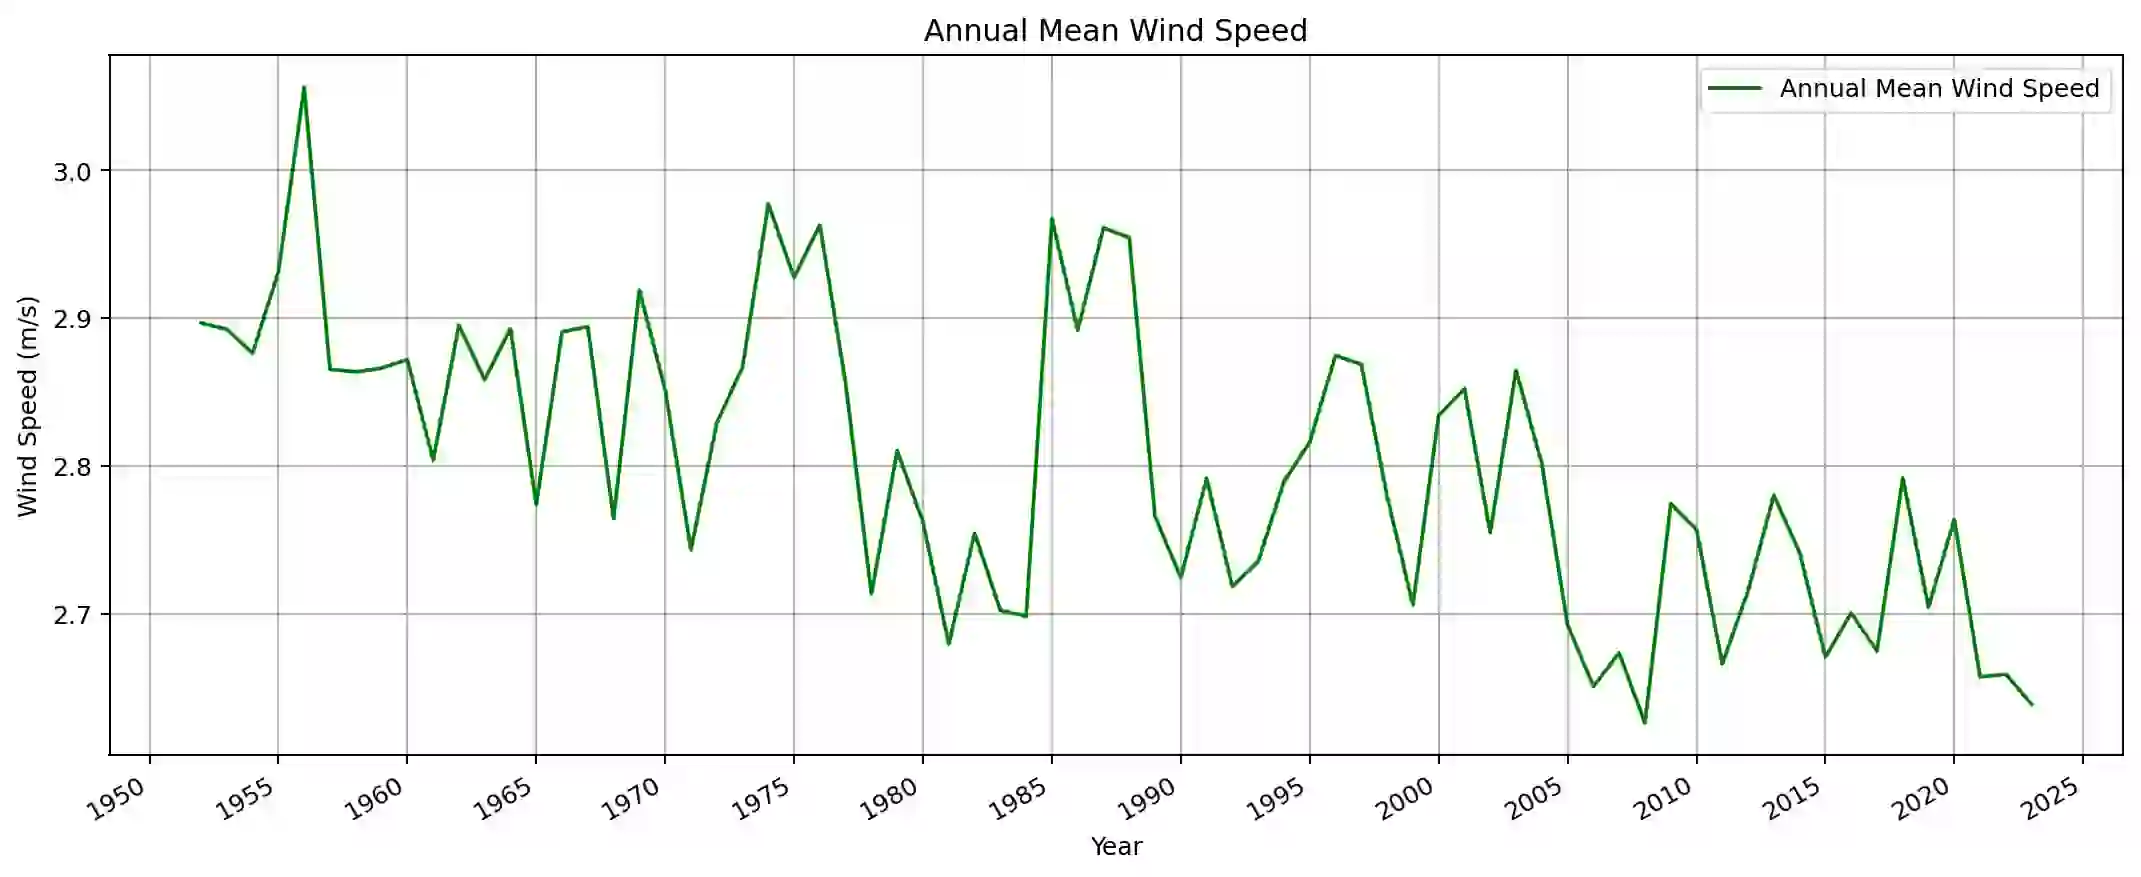 Annual Mean Wind Speed
Annual Mean Wind Speed
Wind Speed (m/s)
3.0
2.9
2.8
2.7
1950 1955 1960 1965 1970 1975 1980 1985 1990 1995 2000 2005 2010 2015 2020 2025
Year